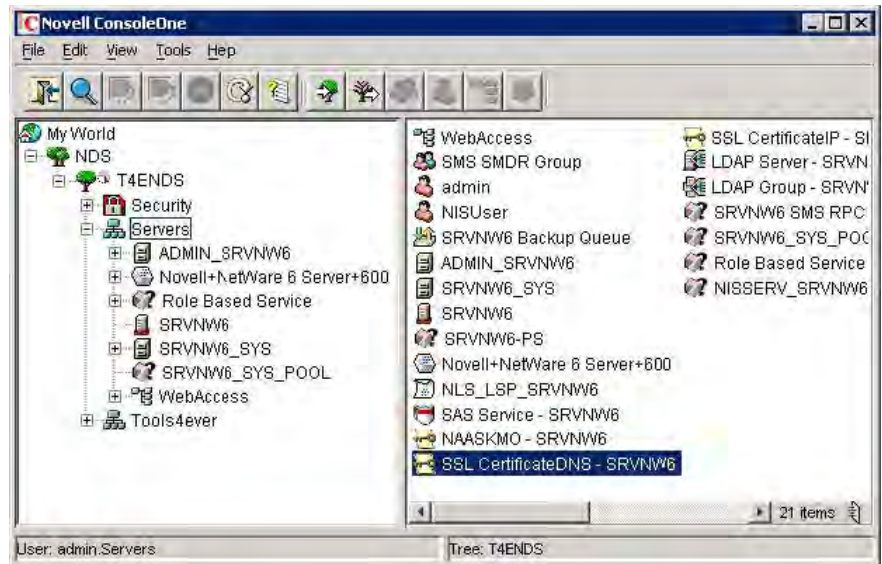 Novell ConsoleOne
File Edit View Tools Help
My World
NDS
T4ENDS
Security
Servers
ADMIN_SRVNW6
Novell+NetWare 6 Server+600
Role Based Service
SRVNW6
SRVNW6_SYS
SRVNW6_SYS_POOL
WebAccess
Tools4ever
WebAccess
SMS SMDR Group
admin
NISUser
SRVNW6 Backup Queue
ADMIN_SRVNW6
SRVNW6_SYS
SRVNW6
SRVNW6-PS
Novell+NetWare 6 Server+600
NLS_LSP_SRVNW6
SAS Service - SRVNW6
NAASKMO - SRVNW6
SSL CertificateDNS - SRVNW6
SSL CertificateIP - SI
LDAP Server - SRVN
LDAP Group - SRVN
SRVNW6 SMS RPC
SRVNW6_SYS_POO
Role Based Service
NISSERV_SRVNW6
21 items
User: admin.Servers
Tree: T4ENDS